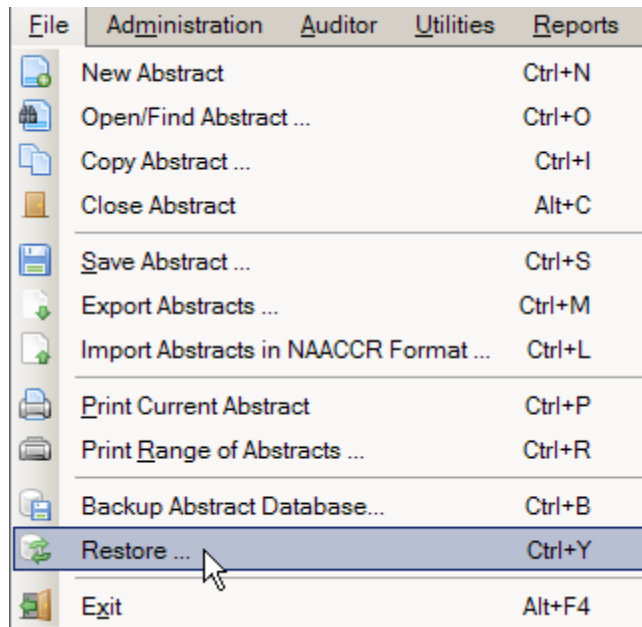 File Administration Auditor Utilities Reports
New Abstract Ctrl+N
Open/Find Abstract ... Ctrl+O
Copy Abstract ... Ctrl+I
Close Abstract Alt+C
Save Abstract ... Ctrl+S
Export Abstracts ... Ctrl+M
Import Abstracts in NAACCR Format ... Ctrl+L
Print Current Abstract Ctrl+P
Print Range of Abstracts ... Ctrl+R
Backup Abstract Database... Ctrl+B
Restore ... Ctrl+Y
Exit Alt+F4